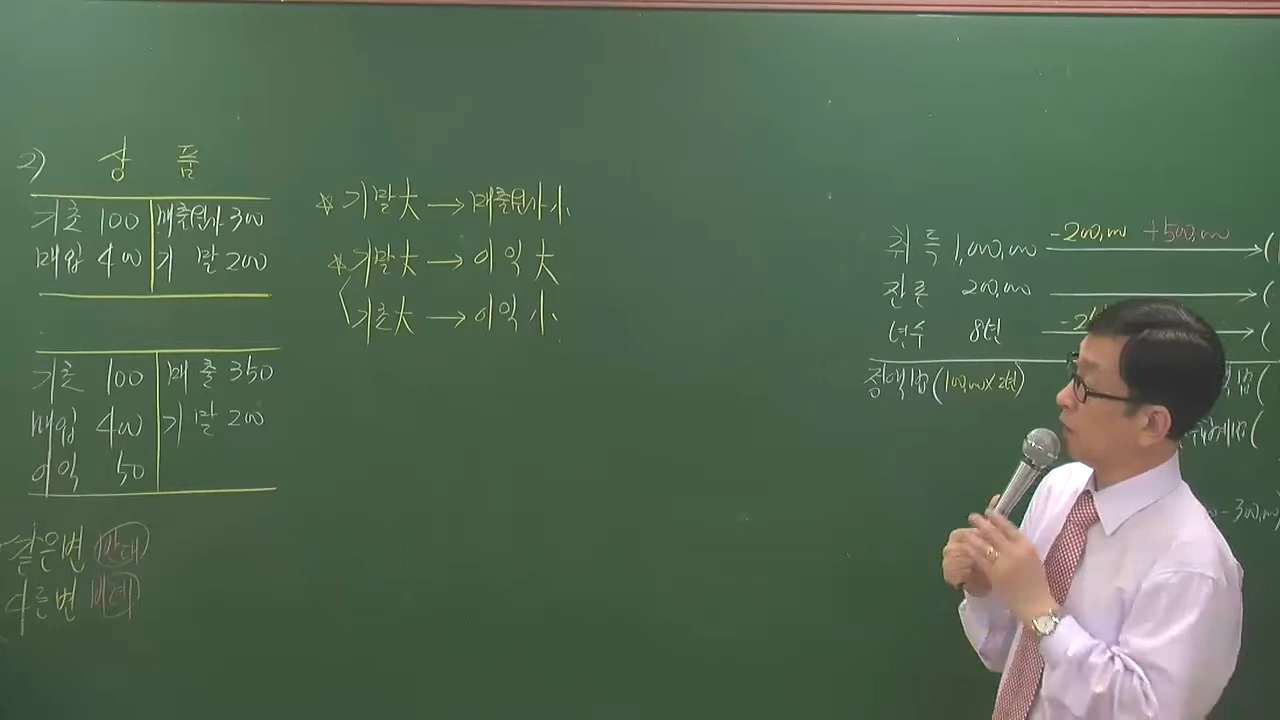 2) 상 품
기초 100 매출원가 300
매입 400 기 말 200
기초 100 매 출 350
매입 400 기 말 200
이익 50
같은변 반대
다른변 비례
☆ 기말大 → 매출원가小
☆ 기말大 → 이익 大
기초大 → 이익 小
취득 1,000,000 -200,000 +500,000 → (
잔존 200,000 → (
년수 8년 → (
정액법 (100,000×2년) 법 (
(
- 300,000